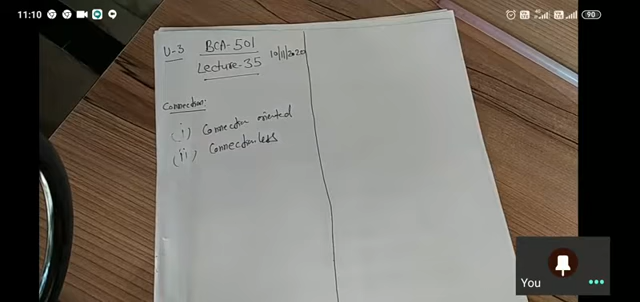 11:10
90
U-3
BCA-501
Lecture-35
10/11/2020
Connection:
(i) Connection oriented
(ii) Connectionless
You